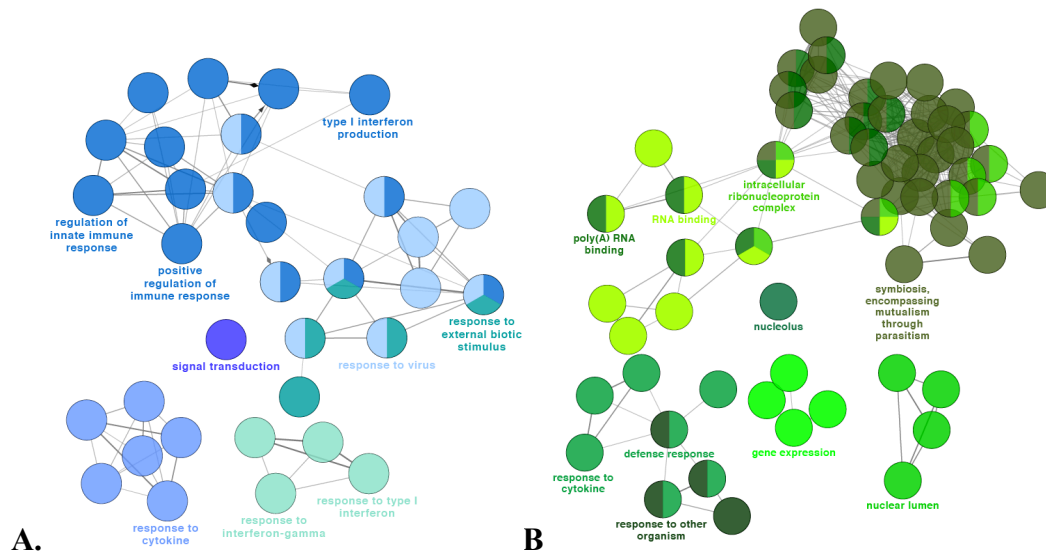 type I interferon
production
regulation of
innate immune
response
positive
regulation of
immune response
response to
external biotic
stimulus
signal transduction
response to virus
response to
cytokine
response to
interferon-gamma
response to type I
interferon
A.
intracellular
ribonucleoprotein
complex
RNA binding
poly(A) RNA
binding
symbiosis,
encompassing
mutualism
through
parasitism
nucleolus
defense response
gene expression
response to
cytokine
nuclear lumen
response to other
organism
B